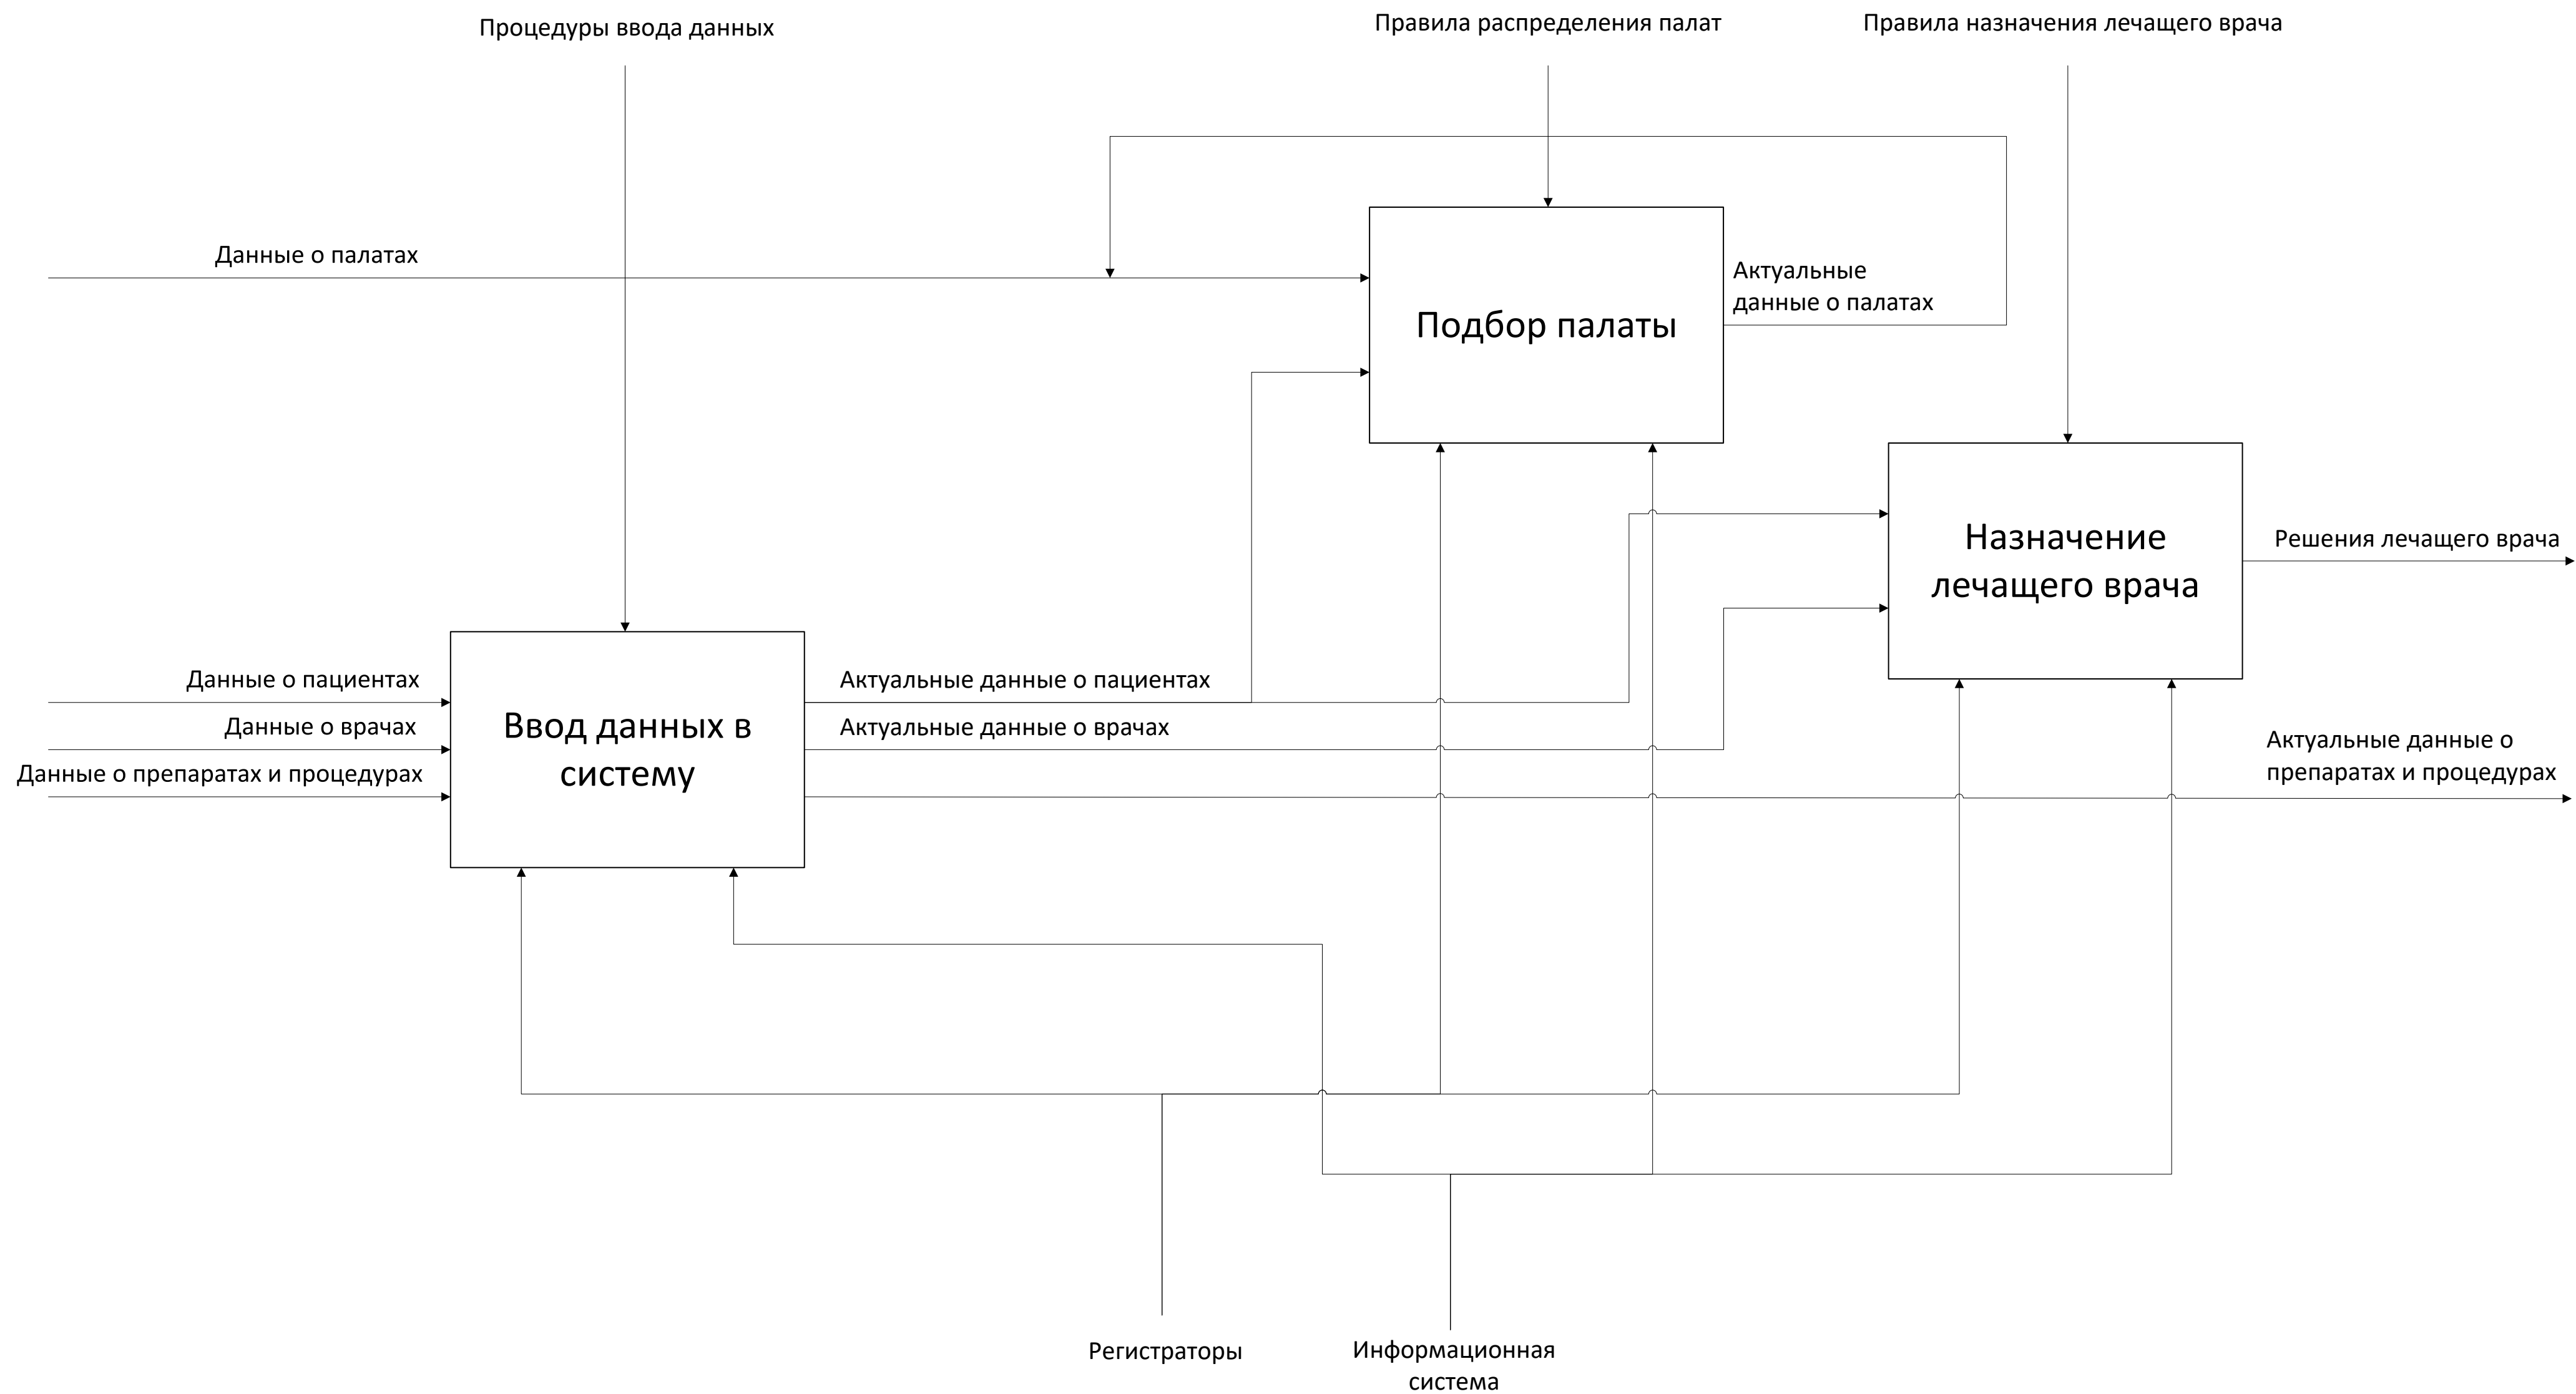 Процедуры ввода данных
Правила распределения палат
Правила назначения лечащего врача
Данные о палатах
Подбор палаты
Актуальные
данные о палатах
Назначение
лечащего врача
Решения лечащего врача
Данные о пациентах
Данные о врачах
Данные о препаратах и процедурах
Ввод данных в
систему
Актуальные данные о пациентах
Актуальные данные о врачах
Актуальные данные о
препаратах и процедурах
Регистраторы
Информационная
система